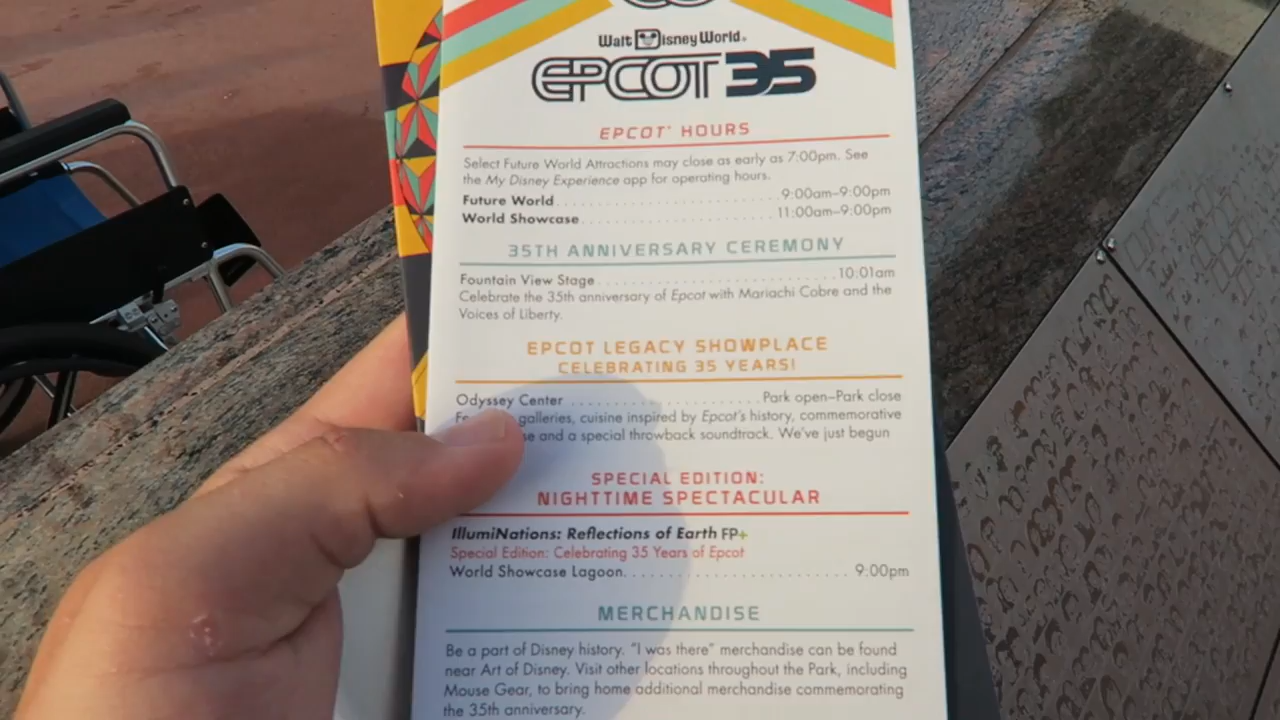 Walt Disney World®
EPCOT 35
EPCOT® HOURS
Select Future World Attractions may close as early as 7:00pm. See
the My Disney Experience app for operating hours.
Future World . . . . . . . . . . . . . . . . . . . . . . 9:00am–9:00pm
World Showcase . . . . . . . . . . . . . . . . . . . 11:00am–9:00pm
35TH ANNIVERSARY CEREMONY
Fountain View Stage . . . . . . . . . . . . . . . . . . . . . . . 10:01am
Celebrate the 35th anniversary of Epcot with Mariachi Cobre and the
Voices of Liberty.
EPCOT LEGACY SHOWPLACE
CELEBRATING 35 YEARS!
Odyssey Center . . . . . . . . . . . . . . . . . . . Park open–Park close
galleries, cuisine inspired by Epcot's history, commemorative
and a special throwback soundtrack. We've just begun
SPECIAL EDITION:
NIGHTTIME SPECTACULAR
IllumiNations: Reflections of Earth FP+
Special Edition: Celebrating 35 Years of Epcot
World Showcase Lagoon. . . . . . . . . . . . . . . . . . . . . . 9:00pm
MERCHANDISE
Be a part of Disney history. "I was there" merchandise can be found
near Art of Disney. Visit other locations throughout the Park, including
Mouse Gear, to bring home additional merchandise commemorating
the 35th anniversary.